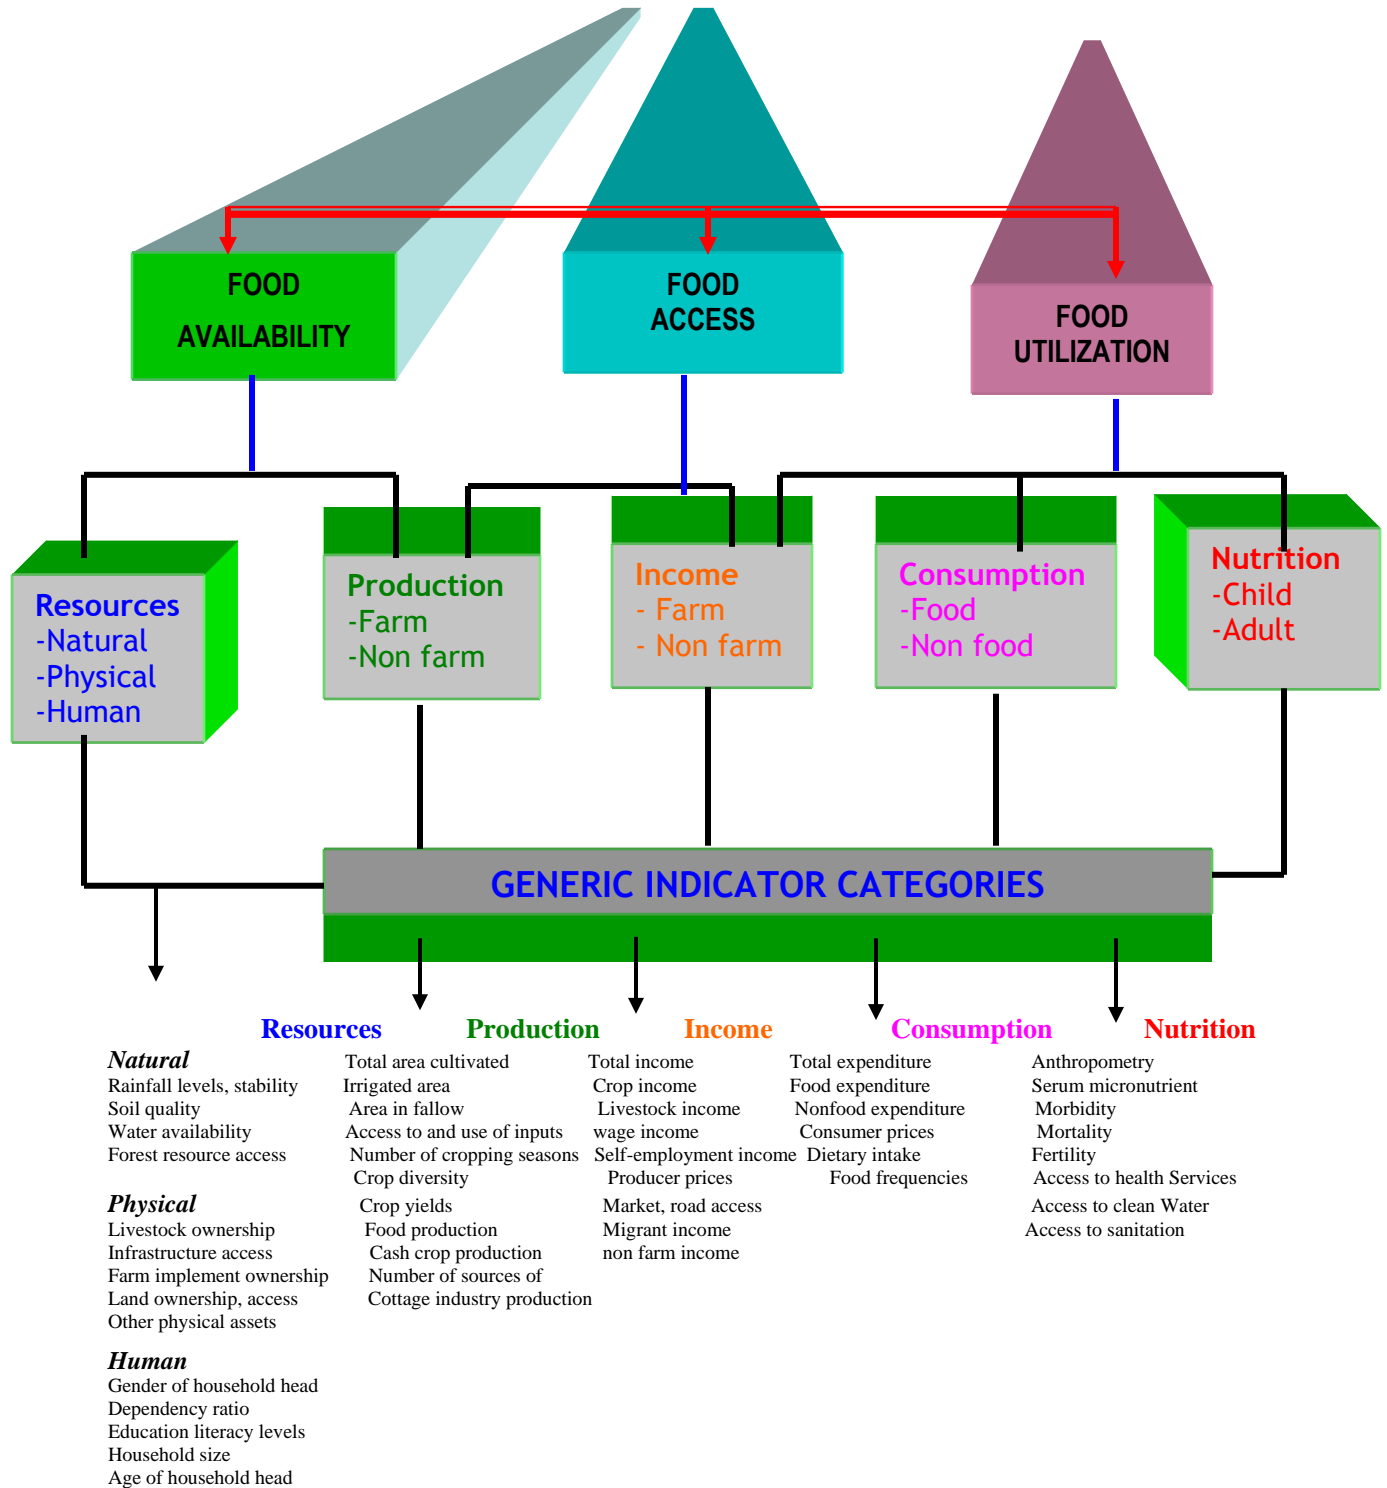 FOOD
AVAILABILITY
FOOD
ACCESS
FOOD
UTILIZATION
Resources
-Natural
-Physical
-Human
Production
-Farm
-Non farm
Income
- Farm
- Non farm
Consumption
-Food
-Non food
Nutrition
-Child
-Adult
GENERIC INDICATOR CATEGORIES
Resources
Natural
Rainfall levels, stability
Soil quality
Water availability
Forest resource access
Physical
Livestock ownership
Infrastructure access
Farm implement ownership
Land ownership, access
Other physical assets
Human
Gender of household head
Dependency ratio
Education literacy levels
Household size
Age of household head
Production
Total area cultivated
Irrigated area
Area in fallow
Access to and use of inputs
Number of cropping seasons
Crop diversity
Crop yields
Food production
Cash crop production
Number of sources of
Cottage industry production
Income
Total income
Crop income
Livestock income
wage income
Self-employment income
Producer prices
Market, road access
Migrant income
non farm income
Consumption
Total expenditure
Food expenditure
Nonfood expenditure
Consumer prices
Dietary intake
Food frequencies
Nutrition
Anthropometry
Serum micronutrient
Morbidity
Mortality
Fertility
Access to health Services
Access to clean Water
Access to sanitation